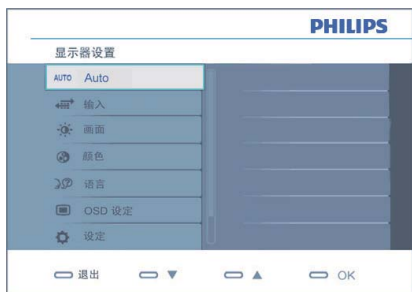 PHILIPS
显示器设置
AUTO Auto
输入
画面
颜色
语言
OSD 设定
设定
退出 ▼ ▲ OK